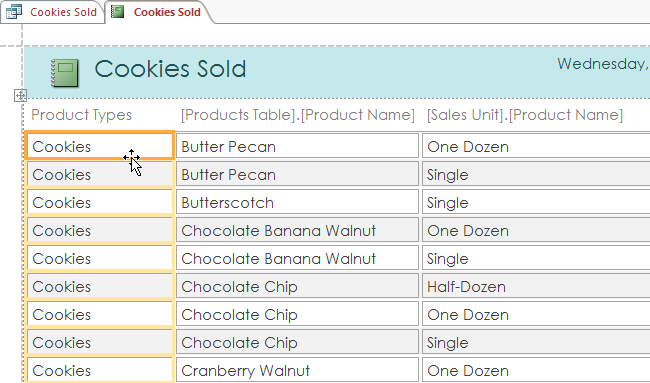 Cookies Sold Cookies Sold
Cookies Sold Wednesday,
Product Types [Products Table].[Product Name] [Sales Unit].[Product Name]
Cookies Butter Pecan One Dozen
Cookies Butter Pecan Single
Cookies Butterscotch Single
Cookies Chocolate Banana Walnut One Dozen
Cookies Chocolate Banana Walnut Single
Cookies Chocolate Chip Half-Dozen
Cookies Chocolate Chip One Dozen
Cookies Chocolate Chip Single
Cookies Cranberry Walnut One Dozen